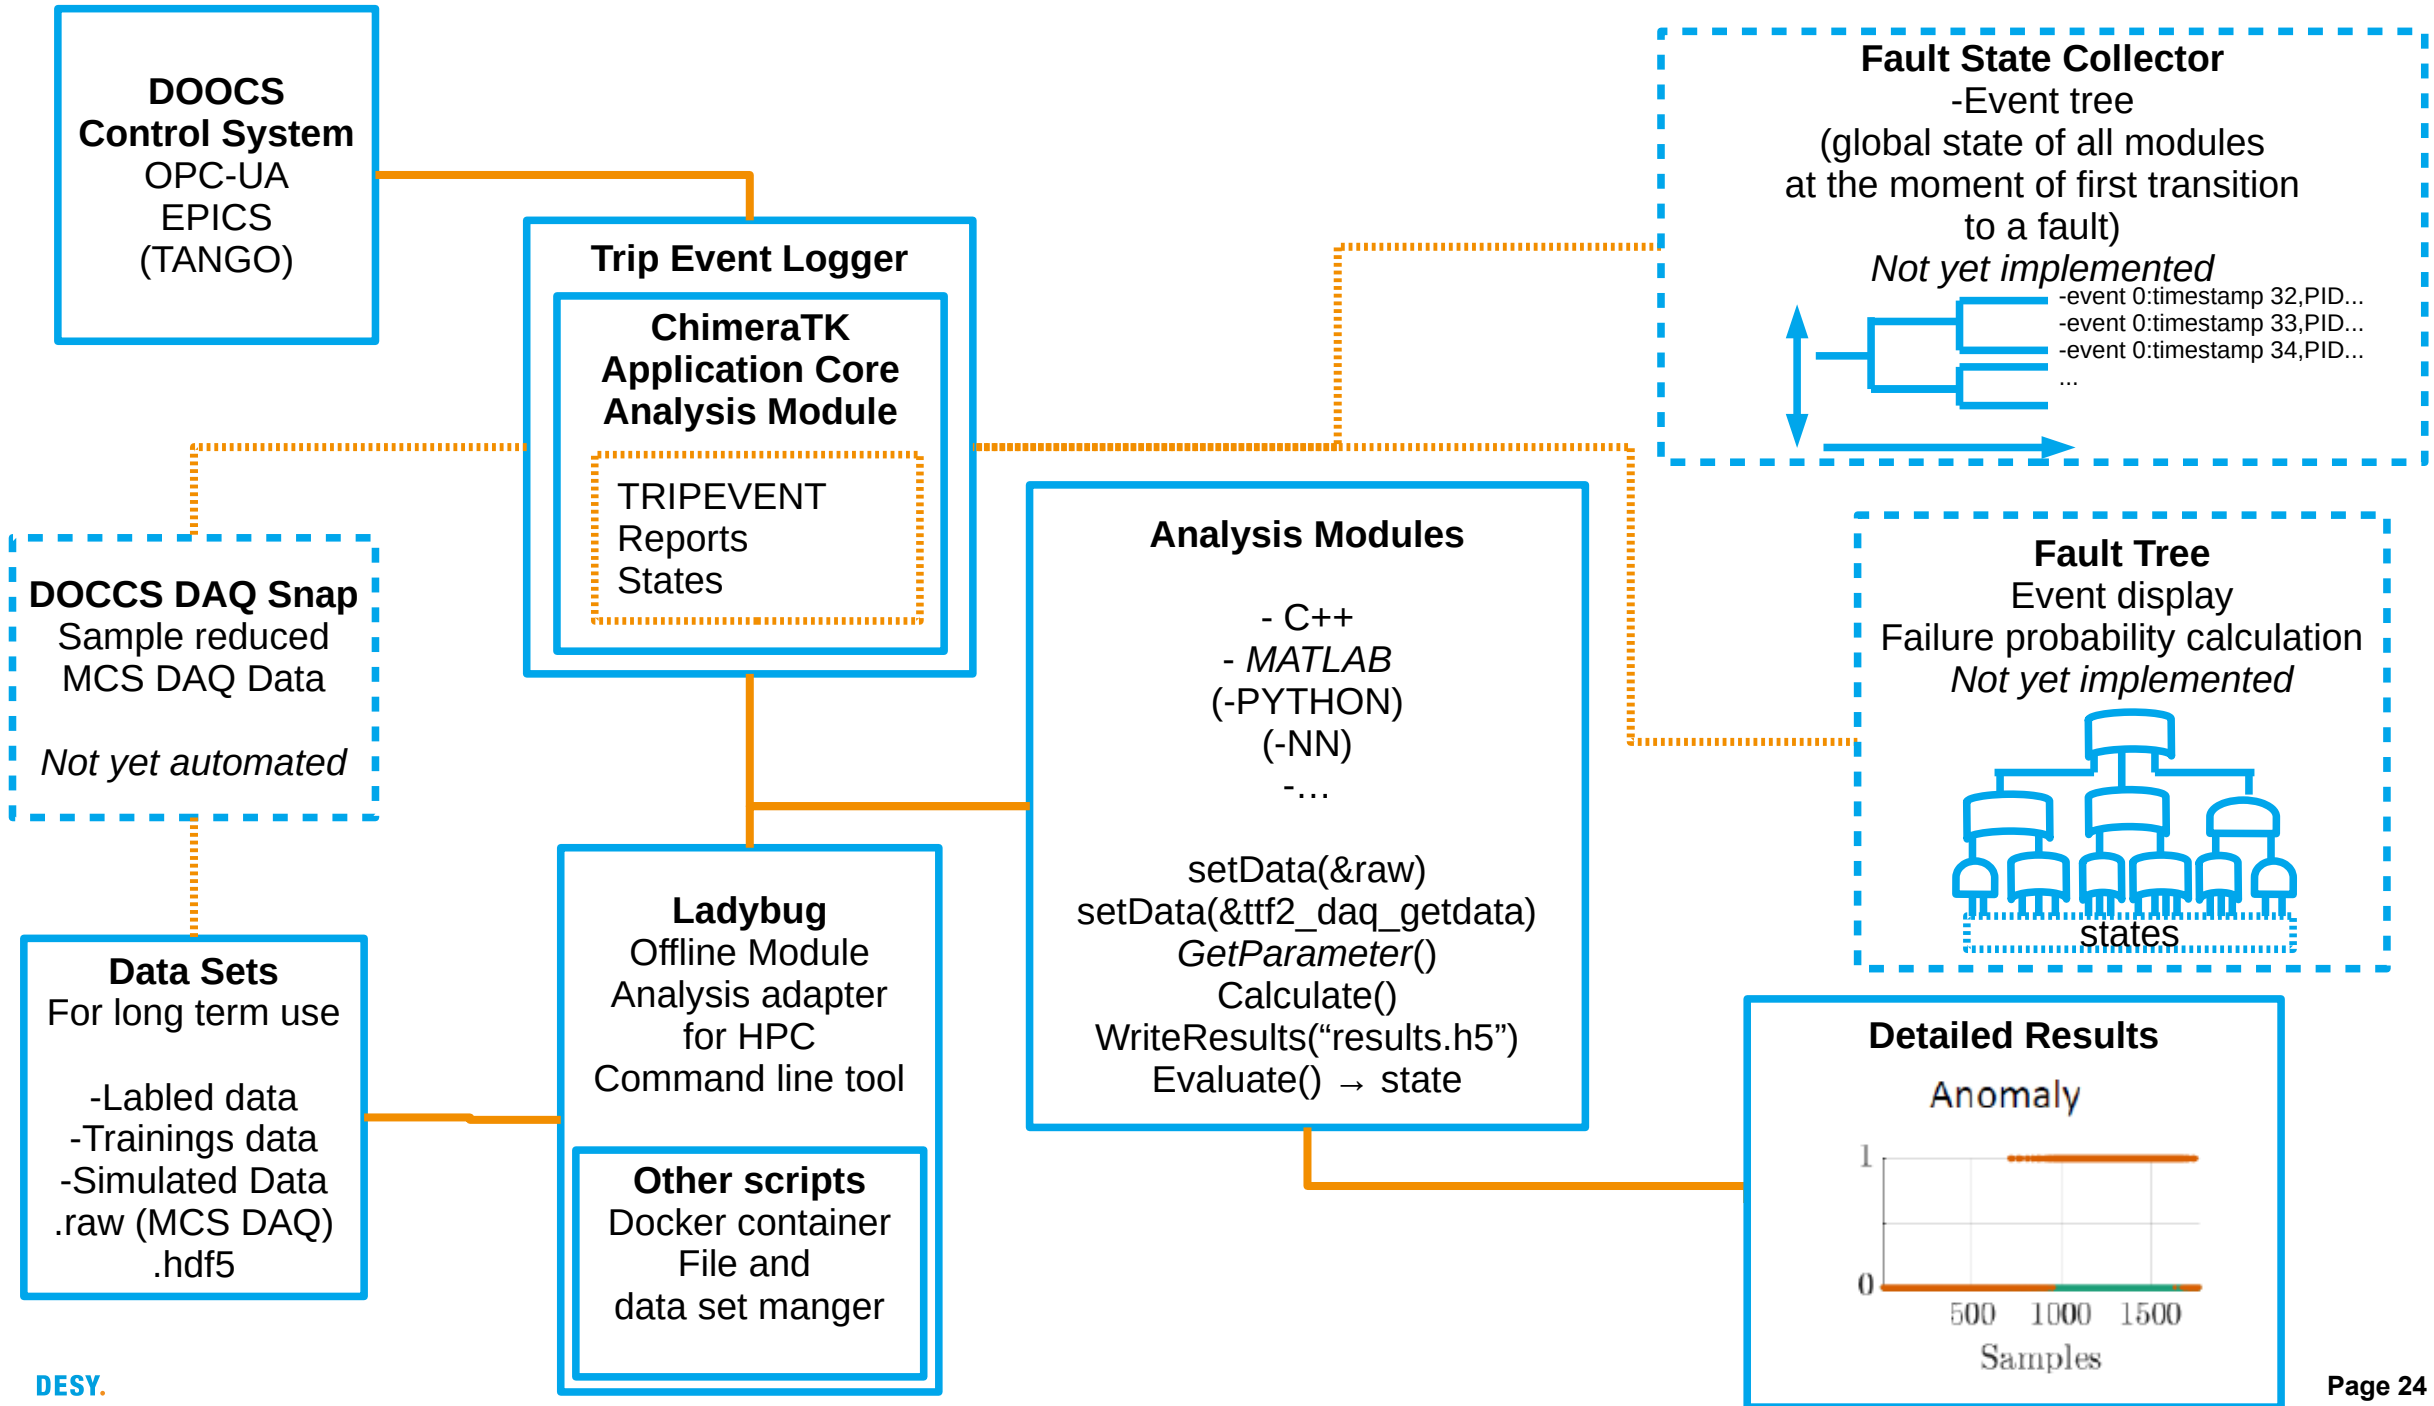 DOOCS
Control System
OPC-UA
EPICS
(TANGO)
Trip Event Logger
ChimeraTK
Application Core
Analysis Module
TRIPEVENT
Reports
States
Fault State Collector
-Event tree
(global state of all modules
at the moment of first transition
to a fault)
Not yet implemented
-event 0:timestamp 32,PID...
-event 0:timestamp 33,PID...
-event 0:timestamp 34,PID...
...
DOCCS DAQ Snap
Sample reduced
MCS DAQ Data
Not yet automated
Analysis Modules
- C++
- MATLAB
(-PYTHON)
(-NN)
-…
setData(&raw)
setData(&ttf2_daq_getdata)
GetParameter()
Calculate()
WriteResults(“results.h5”)
Evaluate() → state
Fault Tree
Event display
Failure probability calculation
Not yet implemented
states
Data Sets
For long term use
-Labled data
-Trainings data
-Simulated Data
.raw (MCS DAQ)
.hdf5
Ladybug
Offline Module
Analysis adapter
for HPC
Command line tool
Other scripts
Docker container
File and
data set manger
Detailed Results
Anomaly
1
0
500 1000 1500
Samples
DESY.
Page 24